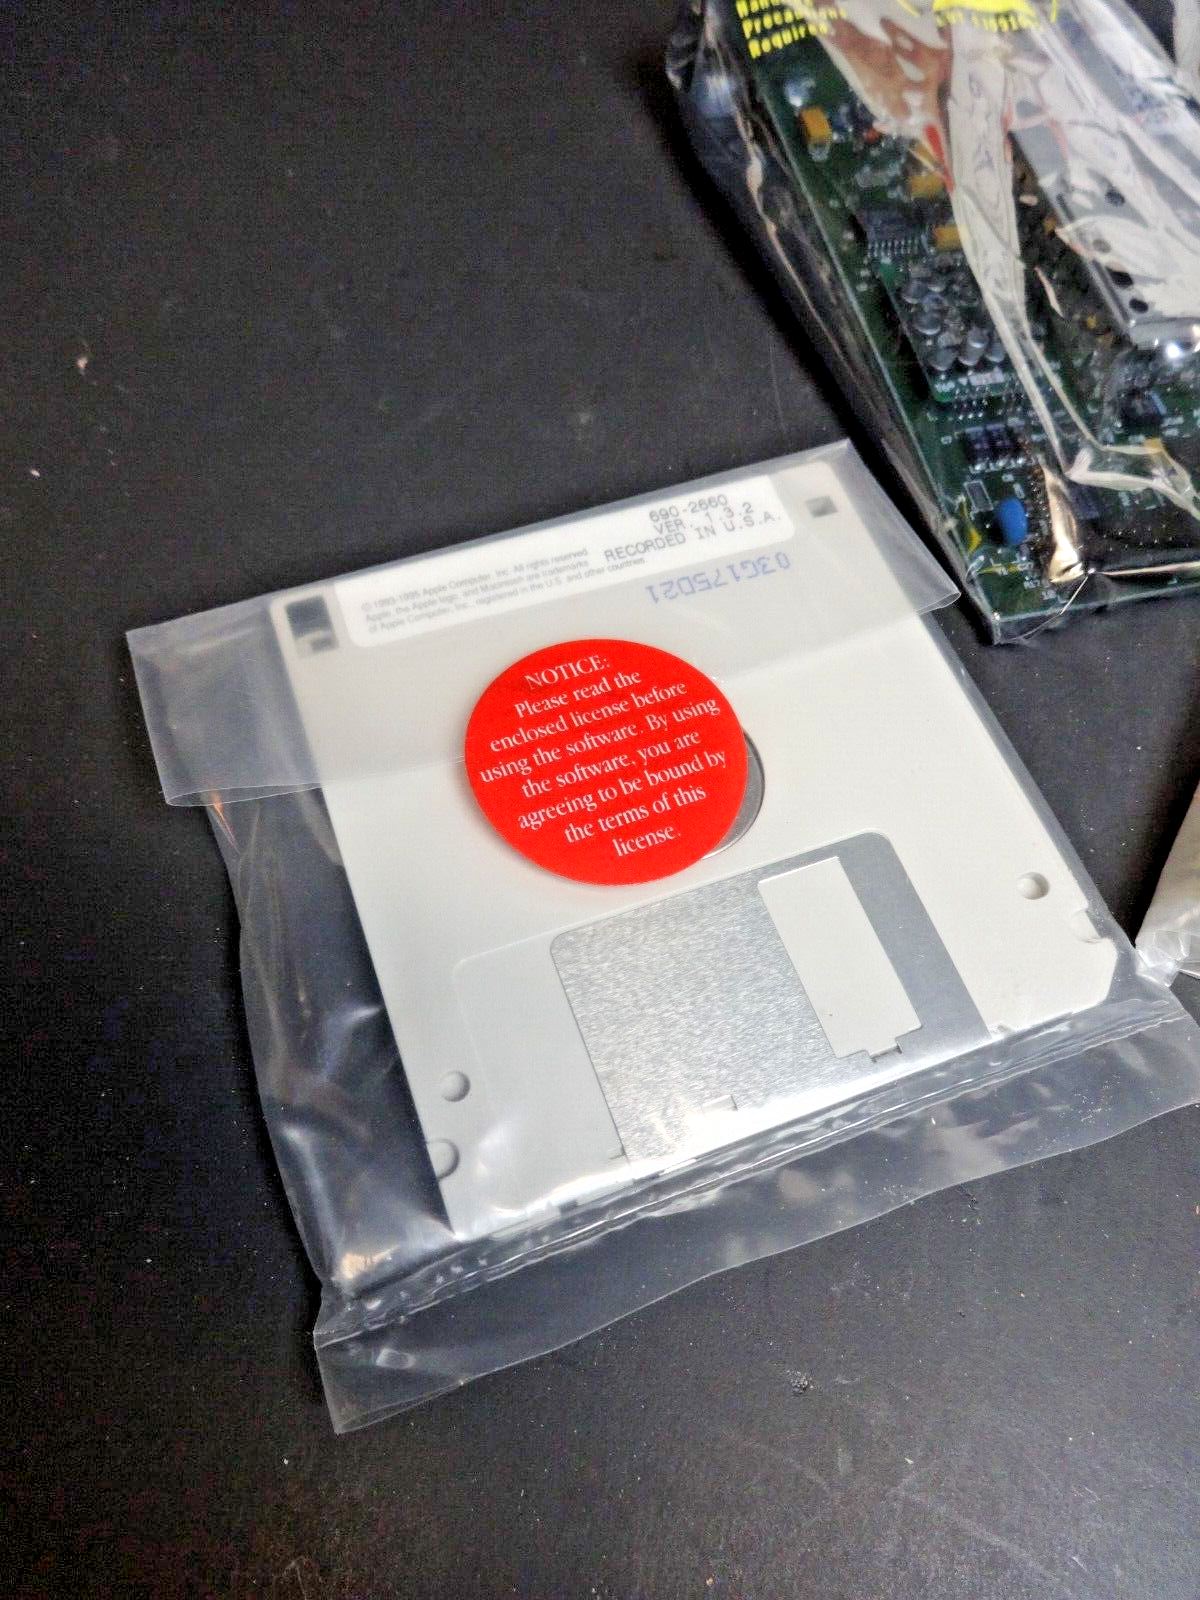 Precautions
Required
690-2660
VER. 1.3.2
RECORDED IN U.S.A.
© 1993-1995 Apple Computer, Inc. All rights reserved.
Apple, the Apple logo, and Macintosh are trademarks
of Apple Computer, Inc., registered in the U.S. and other countries.
03G175D21
NOTICE:
Please read the
enclosed license before
using the software. By using
the software, you are
agreeing to be bound by
the terms of this
license.